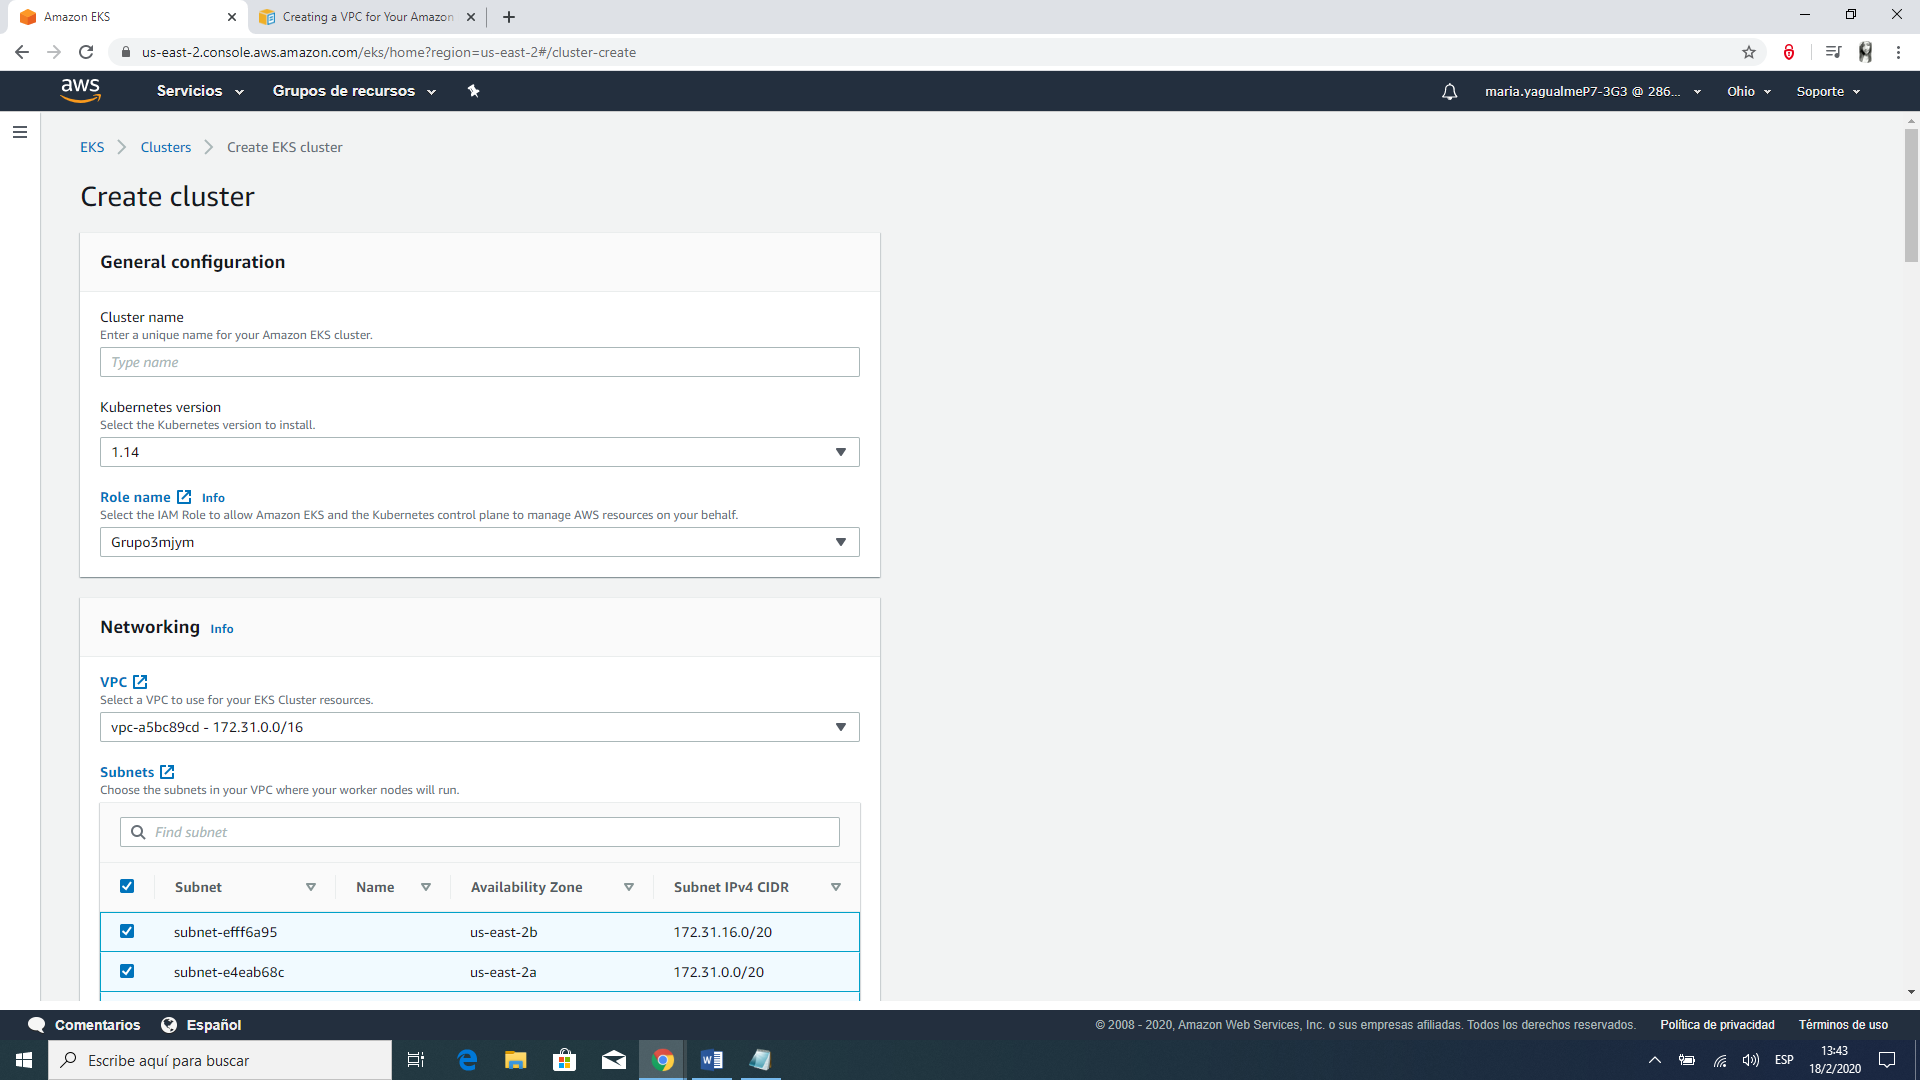 Amazon EKS
Creating a VPC for Your Amazon
us-east-2.console.aws.amazon.com/eks/home?region=us-east-2#/cluster-create
aws
Servicios
Grupos de recursos
maria.yagualmeP7-3G3 @ 286...
Ohio
Soporte
EKS
Clusters
Create EKS cluster
Create cluster
General configuration
Cluster name
Enter a unique name for your Amazon EKS cluster.
Type name
Kubernetes version
Select the Kubernetes version to install.
1.14
Role name Info
Select the IAM Role to allow Amazon EKS and the Kubernetes control plane to manage AWS resources on your behalf.
Grupo3mjym
Networking Info
VPC
Select a VPC to use for your EKS Cluster resources.
vpc-a5bc89cd - 172.31.0.0/16
Subnets
Choose the subnets in your VPC where your worker nodes will run.
Find subnet
Subnet Name Availability Zone Subnet IPv4 CIDR
subnet-efff6a95 us-east-2b 172.31.16.0/20
subnet-e4eab68c us-east-2a 172.31.0.0/20
Comentarios
Español
© 2008 - 2020, Amazon Web Services, Inc. o sus empresas afiliadas. Todos los derechos reservados.
Política de privacidad
Términos de uso
Escribe aquí para buscar
ESP
13:43
18/2/2020